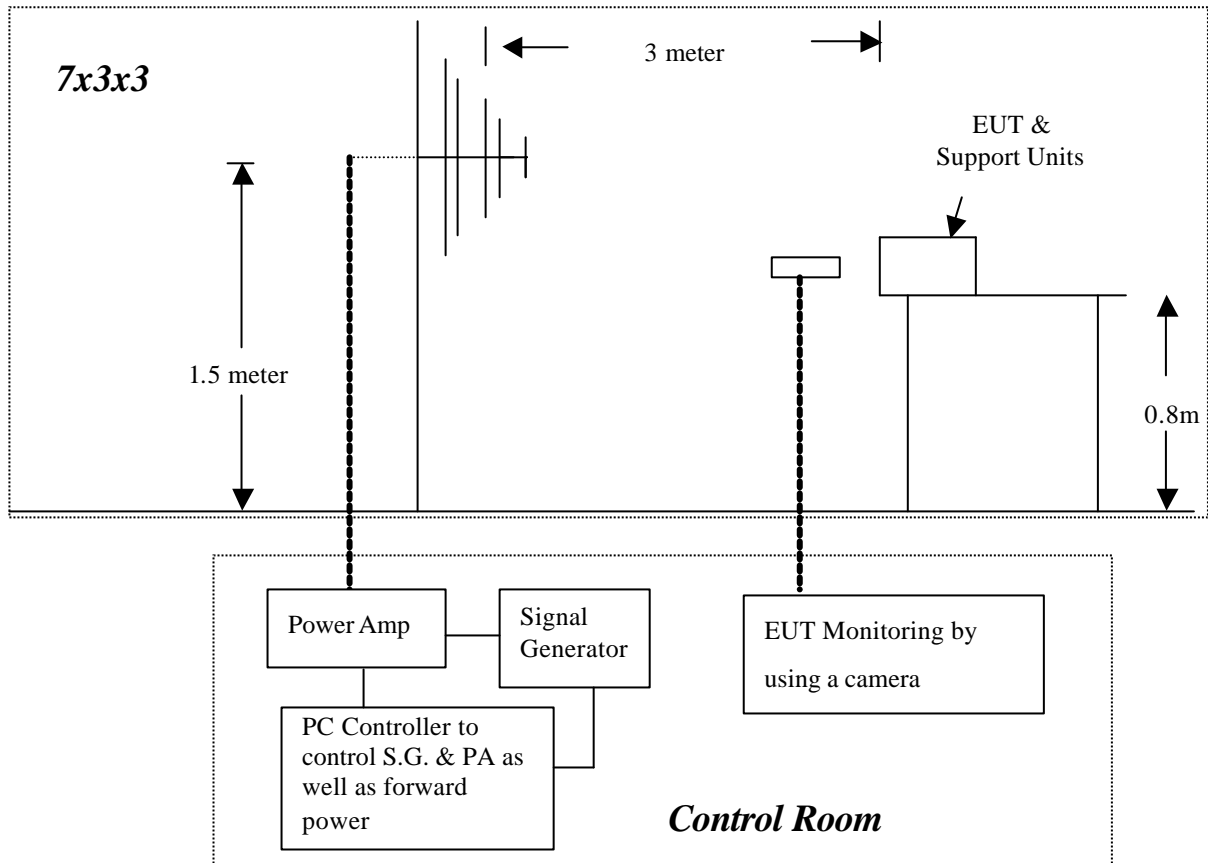 3 meter
7x3x3
EUT &
Support Units
1.5 meter
0.8m
Power Amp
Signal
Generator
EUT Monitoring by
using a camera
PC Controller to
control S.G. & PA as
well as forward
power
Control Room